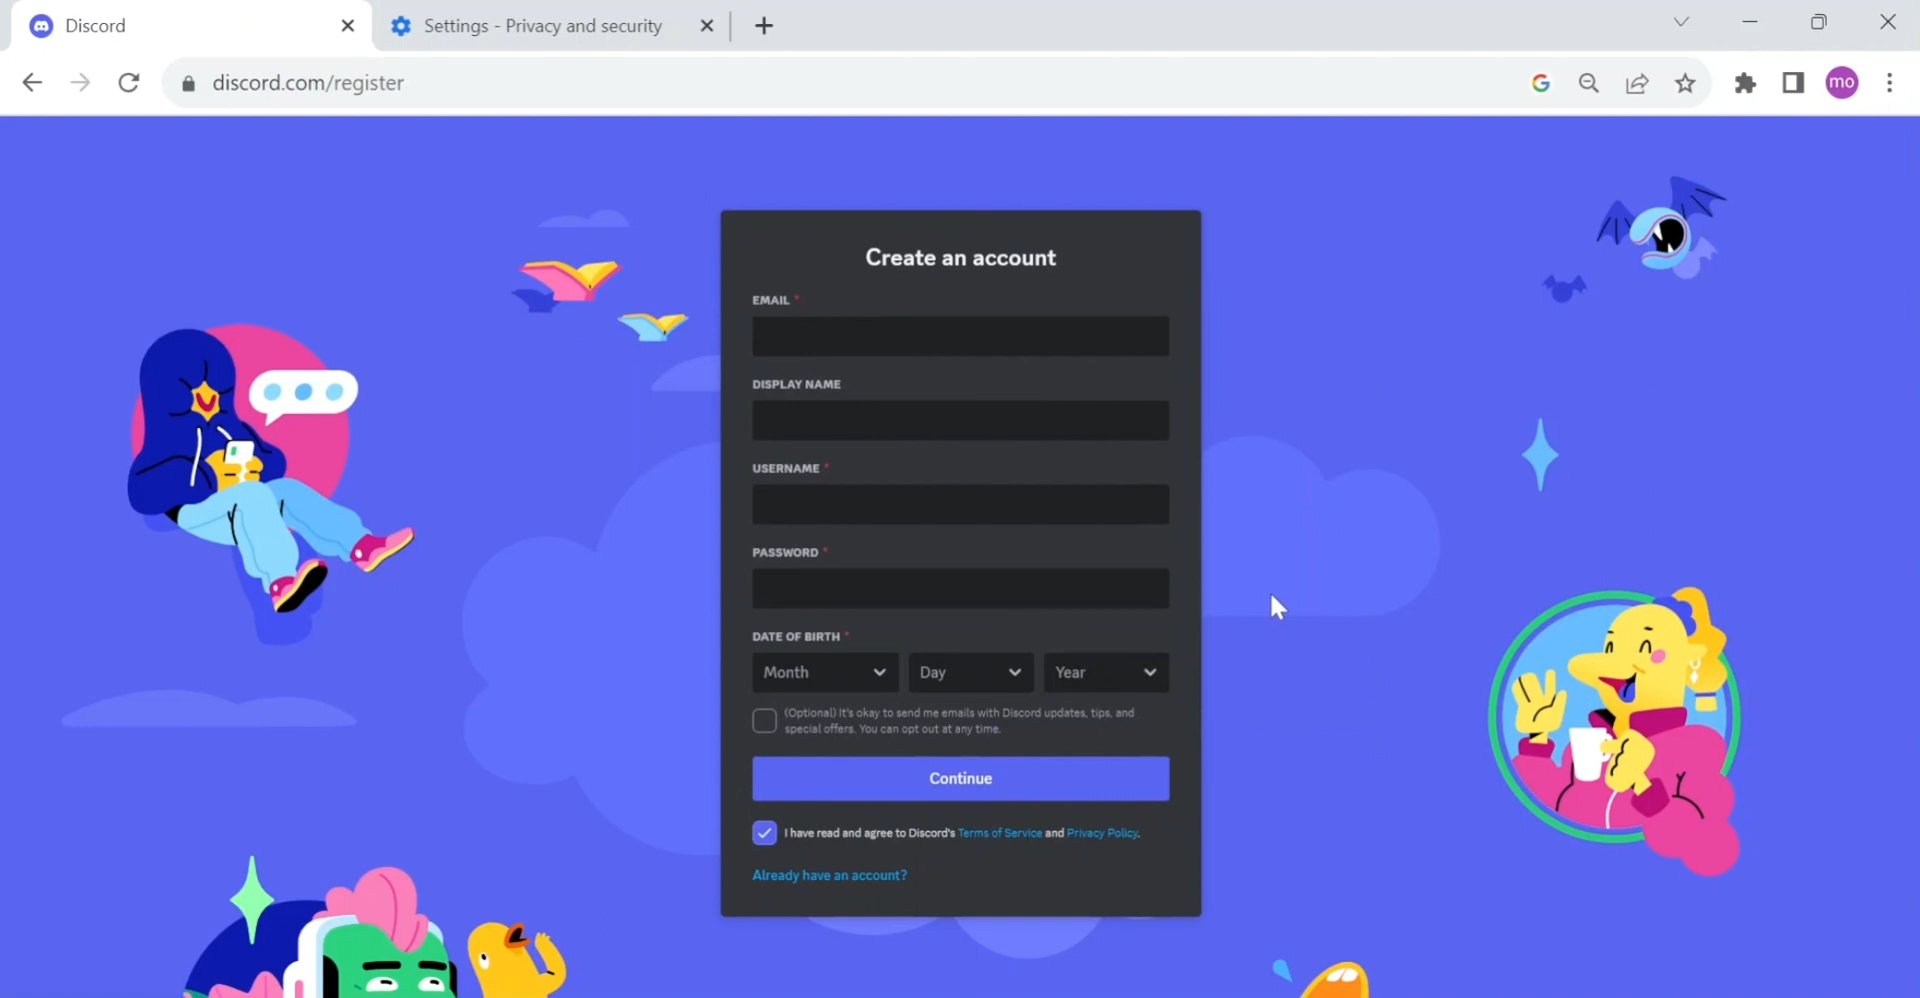 Discord
Settings - Privacy and security
discord.com/register
mo
Create an account
EMAIL *
DISPLAY NAME
USERNAME *
PASSWORD *
DATE OF BIRTH *
Month Day Year
(Optional) It's okay to send me emails with Discord updates, tips, and
special offers. You can opt out at any time.
Continue
I have read and agree to Discord's Terms of Service and Privacy Policy.
Already have an account?